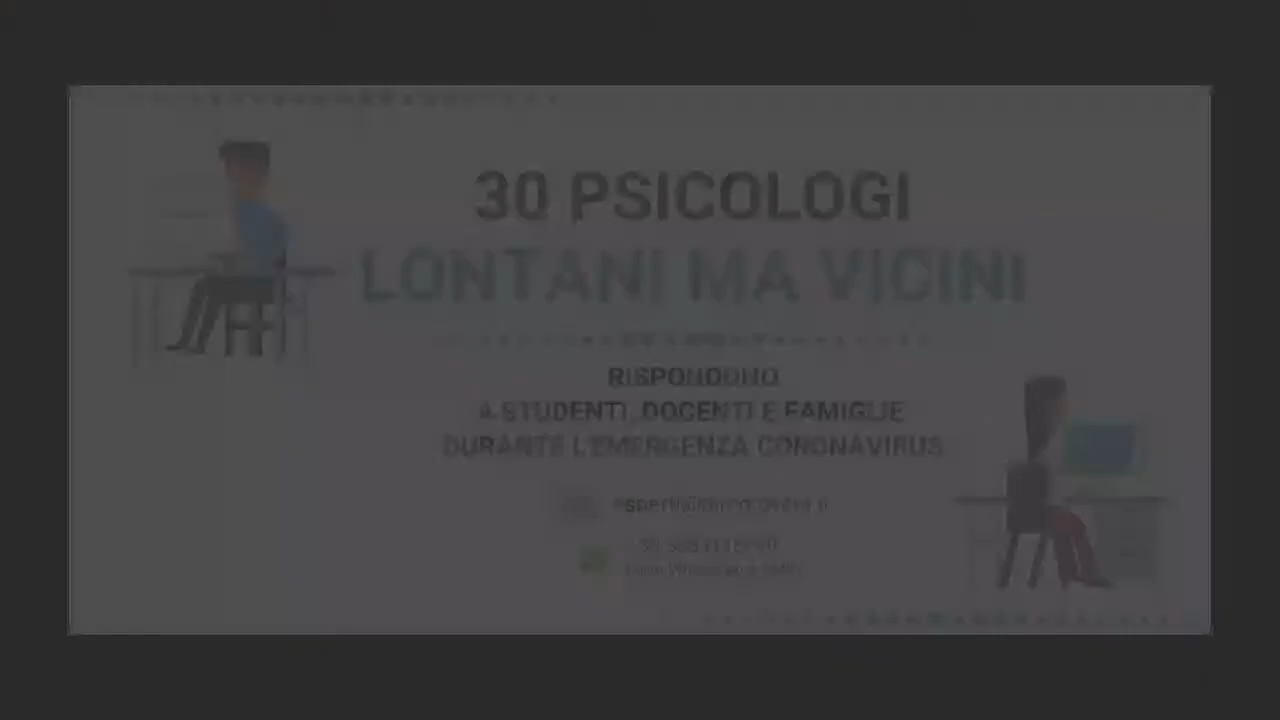 30 PSICOLOGI
LONTANI MA VICINI
RISPONDONO
A STUDENTI, DOCENTI E FAMIGLIE
DURANTE L'EMERGENZA CORONAVIRUS